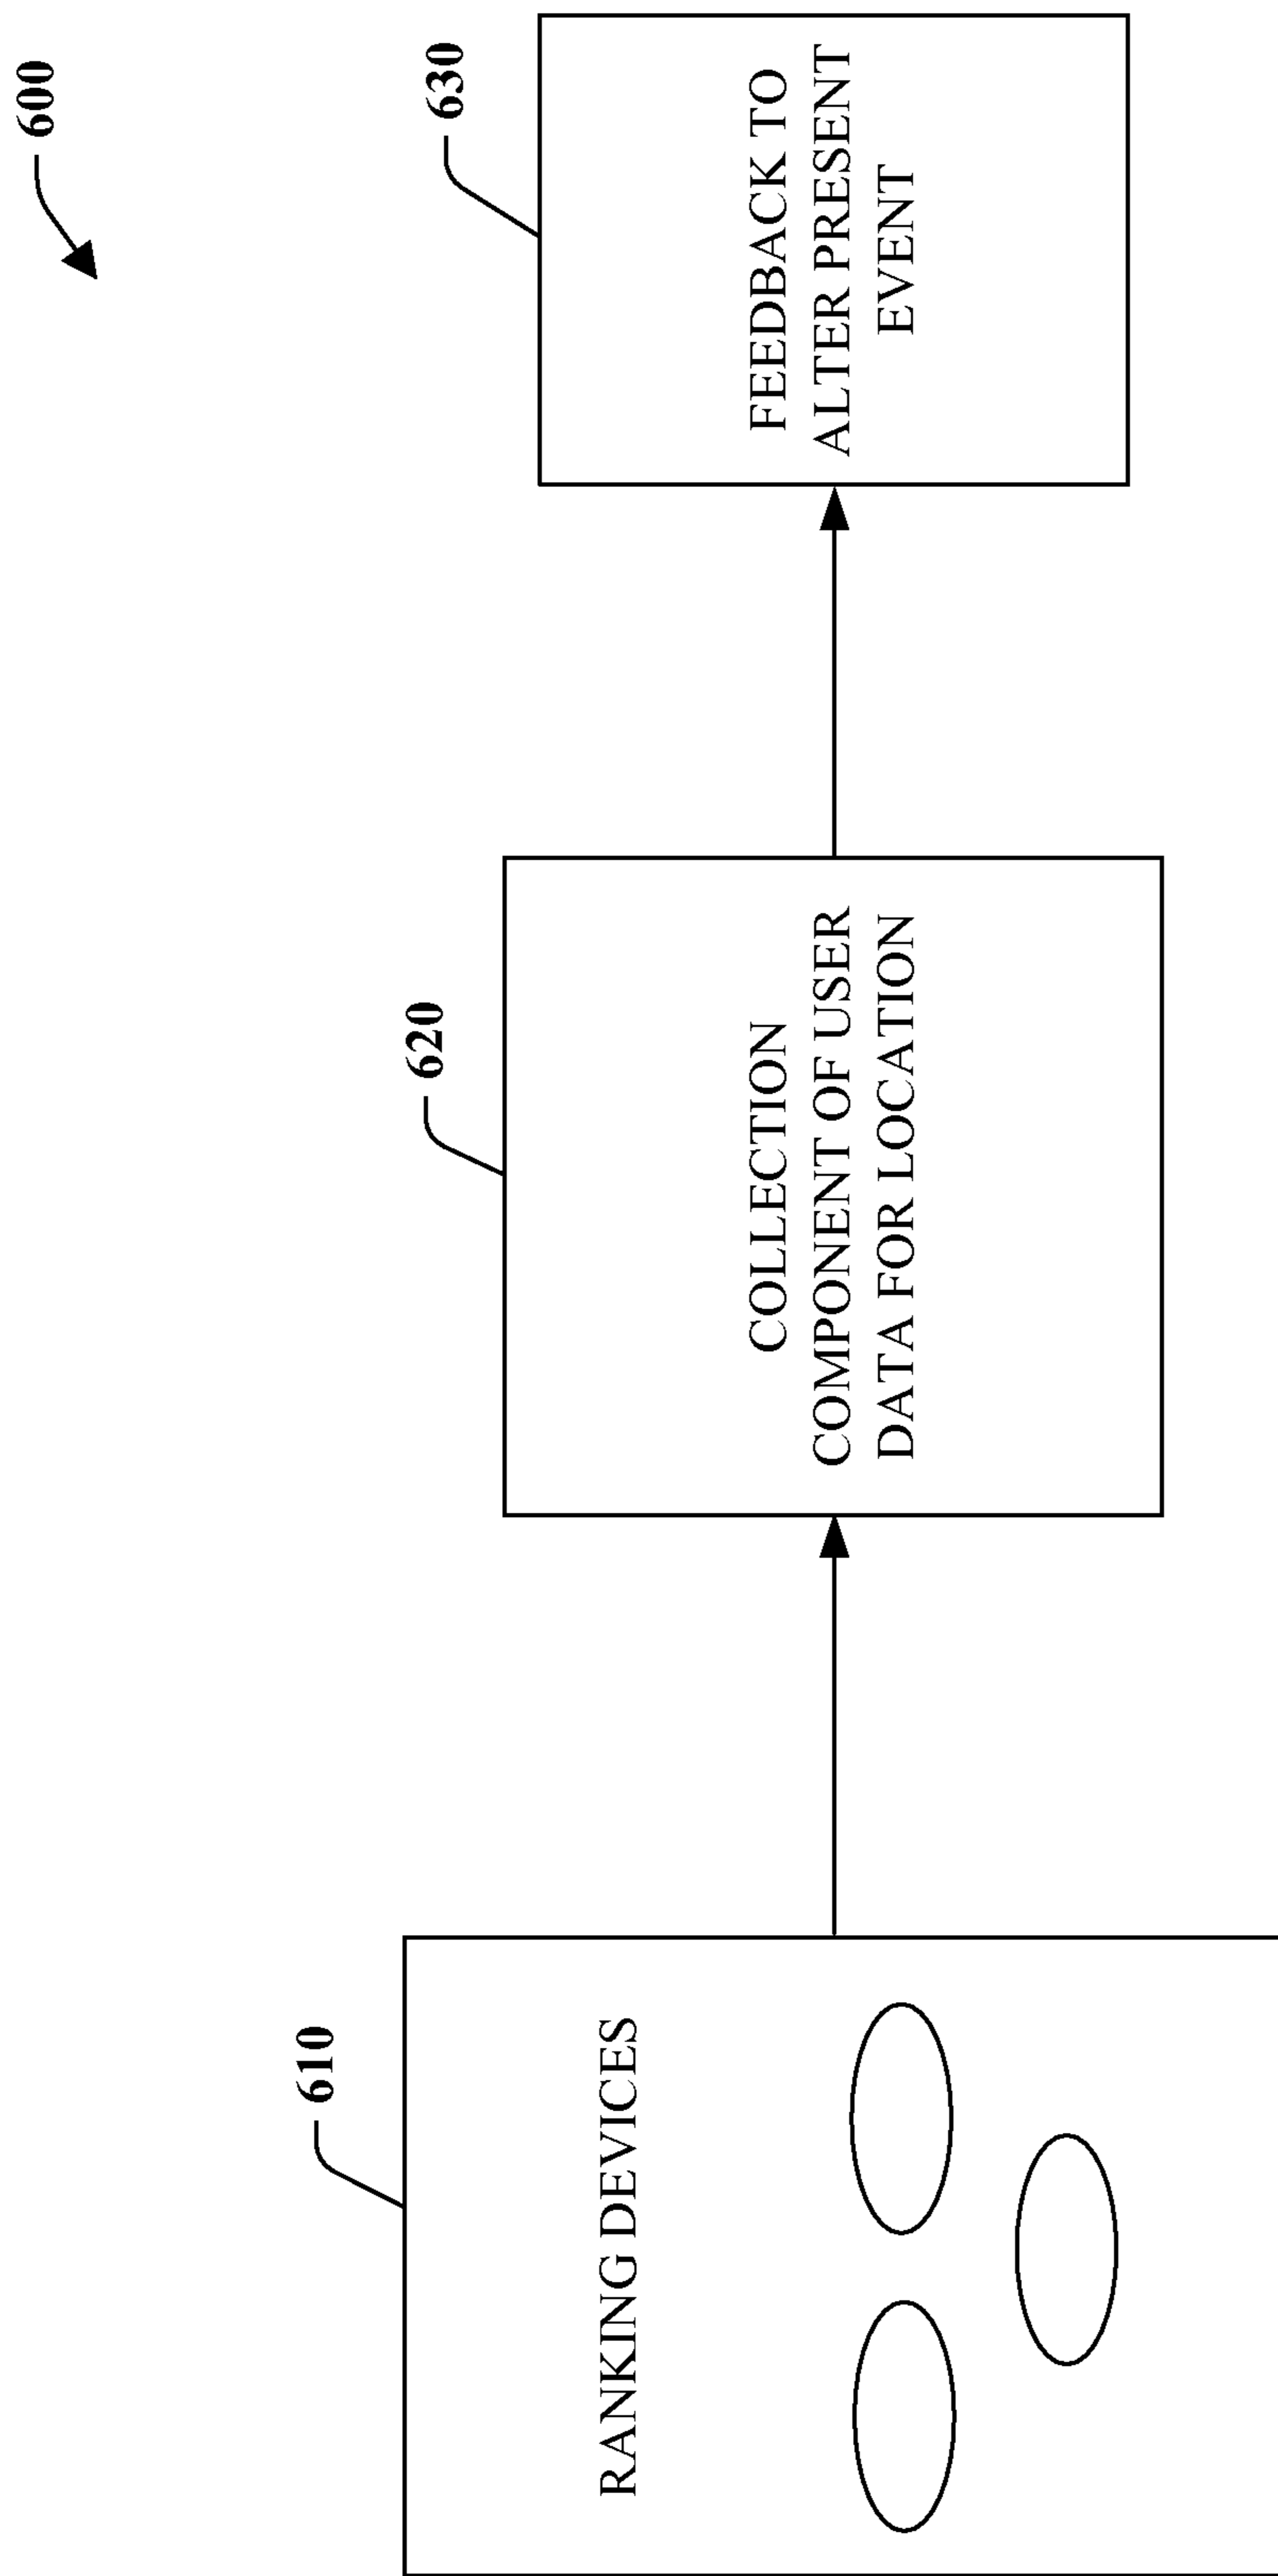 600
610
RANKING DEVICES
620
COLLECTION
COMPONENT OF USER
DATA FOR LOCATION
630
FEEDBACK TO
ALTER PRESENT
EVENT